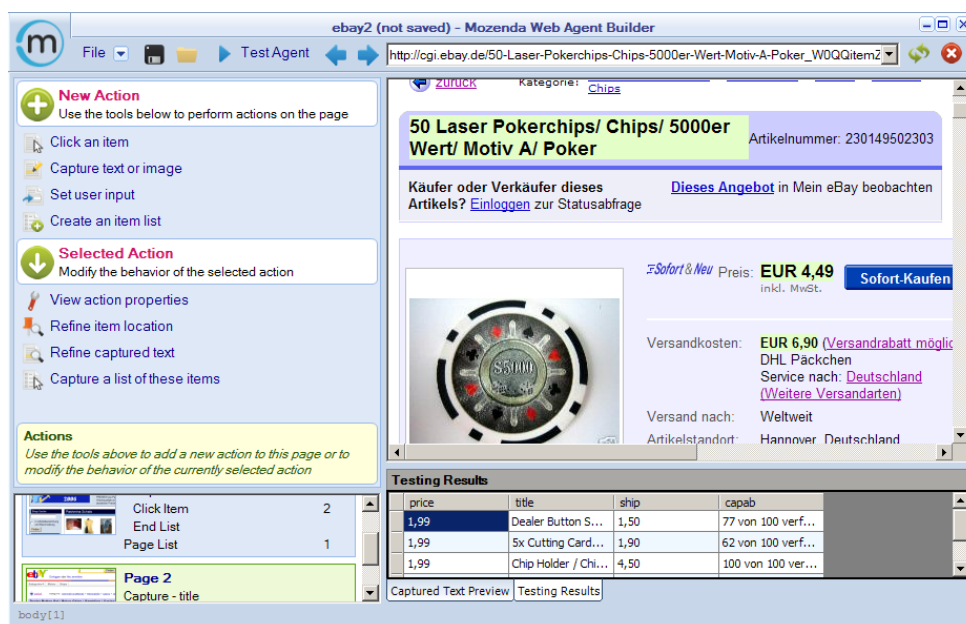 ebay2 (not saved) - Mozenda Web Agent Builder
m File Test Agent http://cgi.ebay.de/50-Laser-Pokerchips-Chips-5000er-Wert-Motiv-A-Poker_W0QQitemZ
New Action
Use the tools below to perform actions on the page
Click an item
Capture text or image
Set user input
Create an item list
Selected Action
Modify the behavior of the selected action
View action properties
Refine item location
Refine captured text
Capture a list of these items
Actions
Use the tools above to add a new action to this page or to
modify the behavior of the currently selected action
Click Item 2
End List
Page List 1
Page 2
Capture - title
body[1]
zurück Kategorie:
Chips
50 Laser Pokerchips/ Chips/ 5000er
Wert/ Motiv A/ Poker
Artikelnummer: 230149502303
Käufer oder Verkäufer dieses
Artikels? Einloggen zur Statusabfrage
Dieses Angebot in Mein eBay beobachten
Sofort & Neu Preis: EUR 4,49 Sofort-Kaufen
inkl. MwSt.
$5000
Versandkosten: EUR 6,90 (Versandrabatt möglic
DHL Päckchen
Service nach: Deutschland
(Weitere Versandarten)
Versand nach: Weltweit
Artikelstandort: Hannover, Deutschland
Testing Results
price title ship capab
1,99 Dealer Button S... 1,50 77 von 100 verf...
1,99 5x Cutting Card... 1,90 62 von 100 verf...
1,99 Chip Holder / Chi... 4,50 100 von 100 ver...
Captured Text Preview Testing Results